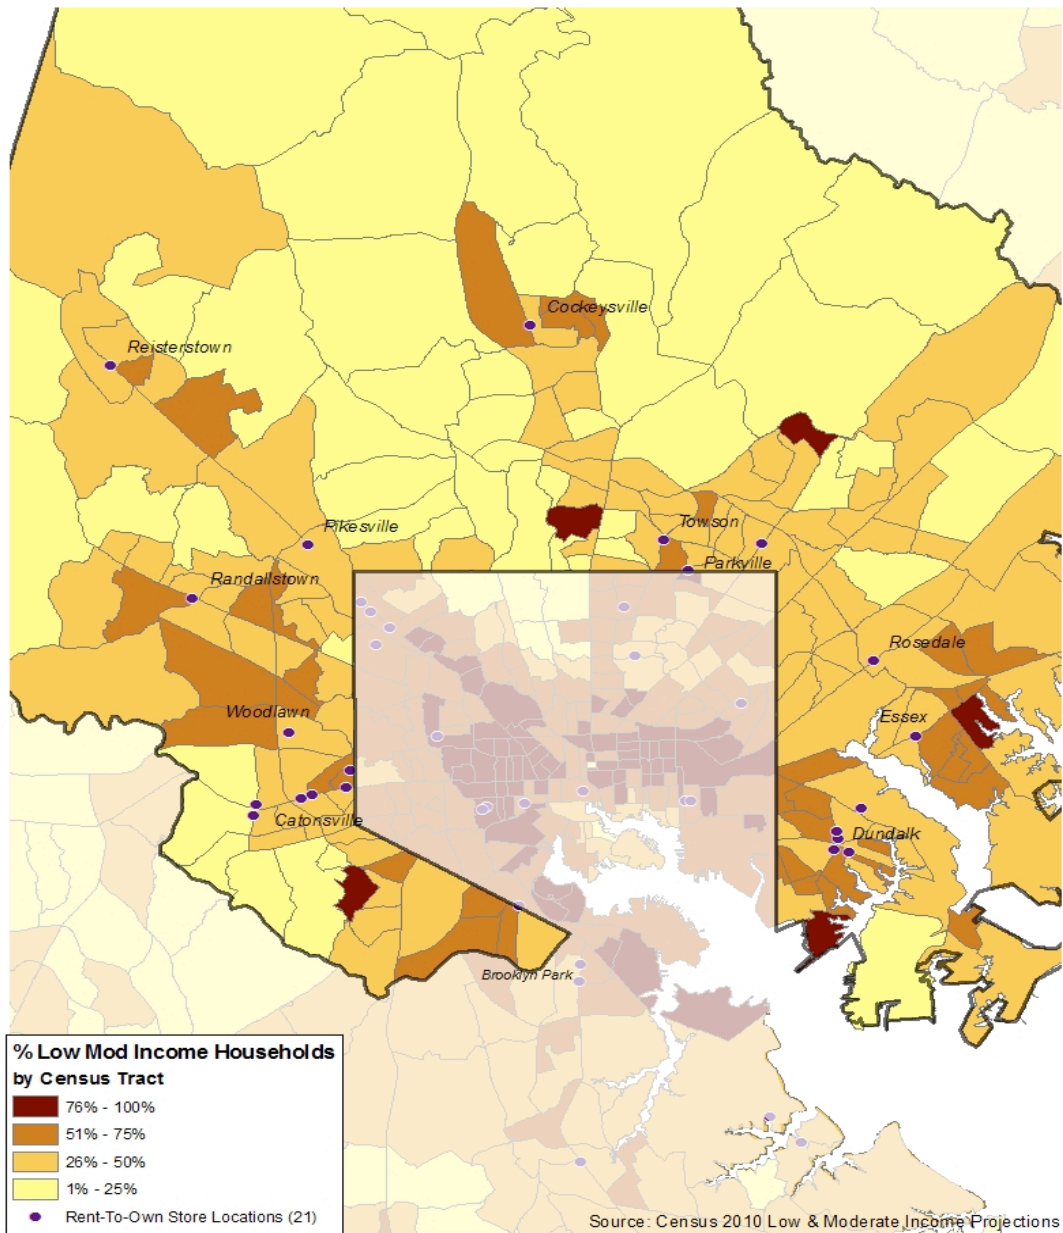 Cockeysville
Reisterstown
Pikesville
Towson
Parkville
Randallstown
Rosedale
Woodlawn
Essex
Catonsville
Dundalk
Brooklyn Park
% Low Mod Income Households
by Census Tract
76% - 100%
51% - 75%
26% - 50%
1% - 25%
Rent-To-Own Store Locations (21)
Source: Census 2010 Low & Moderate Income Projections